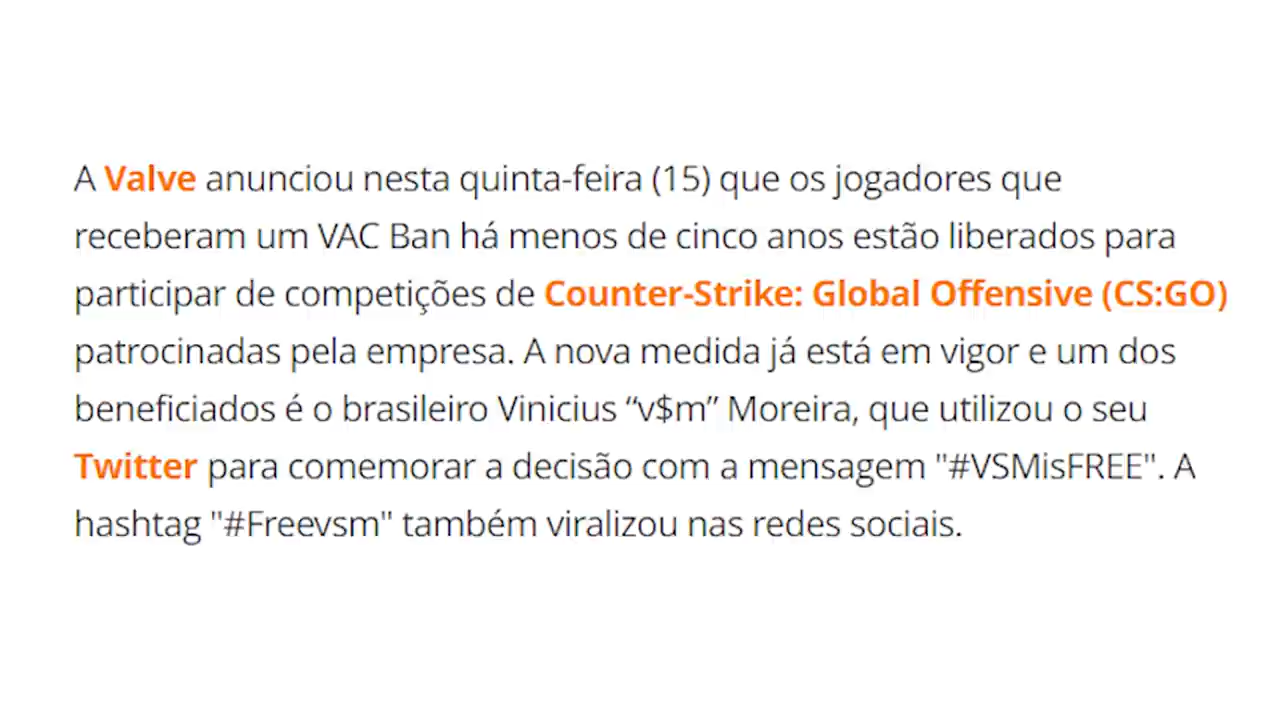 A Valve anunciou nesta quinta-feira (15) que os jogadores que
receberam um VAC Ban há menos de cinco anos estão liberados para
participar de competições de Counter-Strike: Global Offensive (CS:GO)
patrocinadas pela empresa. A nova medida já está em vigor e um dos
beneficiados é o brasileiro Vinicius “v$m” Moreira, que utilizou o seu
Twitter para comemorar a decisão com a mensagem "#VSMisFREE". A
hashtag "#Freevsm" também viralizou nas redes sociais.